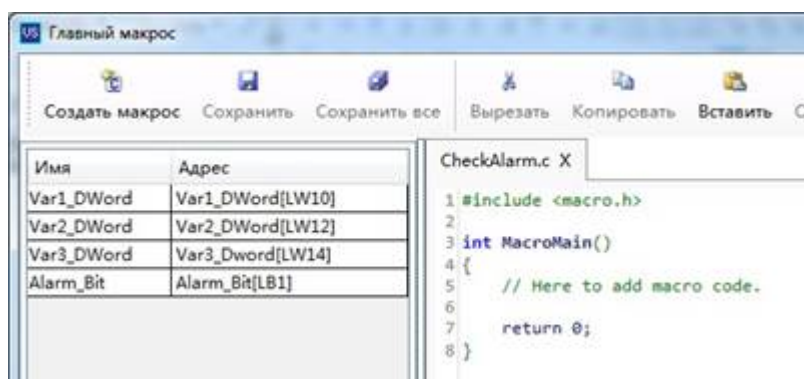 US Главный макрос
Создать макрос Сохранить Сохранить все Вырезать Копировать Вставить
Имя Адрес
Var1_DWord Var1_DWord[LW10]
Var2_DWord Var2_DWord[LW12]
Var3_DWord Var3_Dword[LW14]
Alarm_Bit Alarm_Bit[LB1]
CheckAlarm.c X
1 #include <macro.h>
2
3 int MacroMain()
4 {
5 // Here to add macro code.
6
7 return 0;
8 }